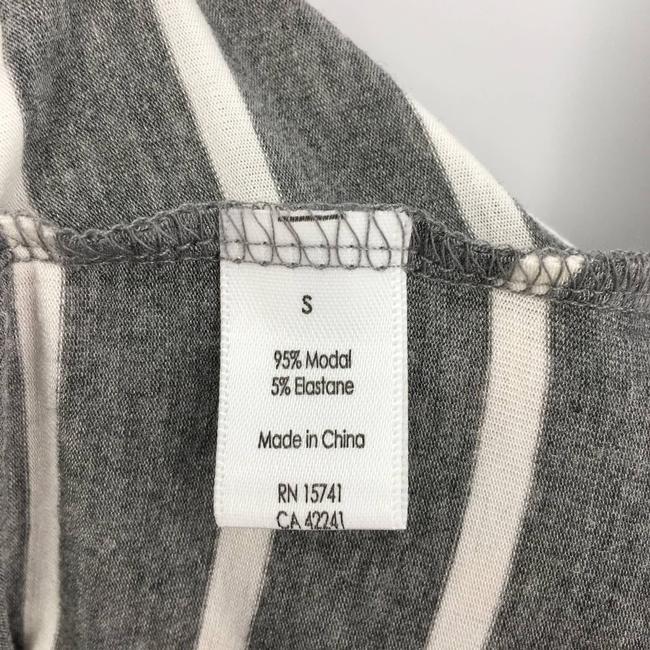 S
95% Modal
5% Elastane
Made in China
RN 15741
CA 42241